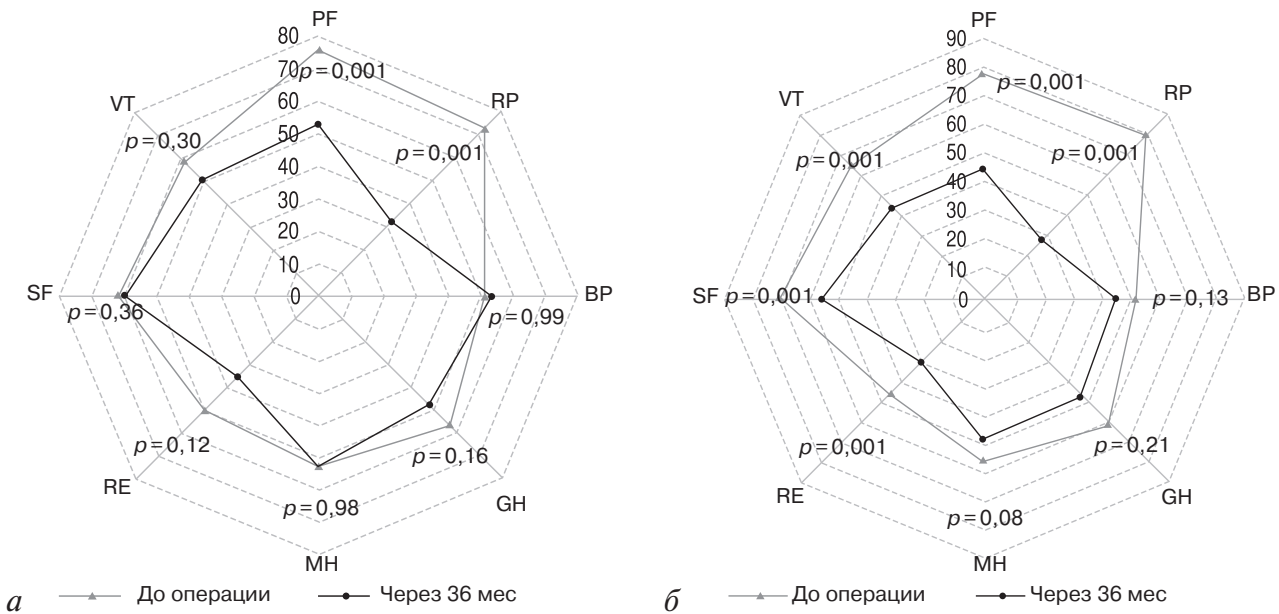 PF
80
70
60
50
40
30
20
10
0
p=0,001
RP
p=0,001
BP
p=0,99
GH
p=0,16
MH
p=0,98
RE
p=0,12
SF
p=0,36
VT
p=0,30
а
До операции
Через 36 мес
PF
90
80
70
60
50
40
30
20
10
0
p=0,001
RP
p=0,001
BP
p=0,13
GH
p=0,21
MH
p=0,08
RE
p=0,001
SF
p=0,001
VT
p=0,001
б
До операции
Через 36 мес